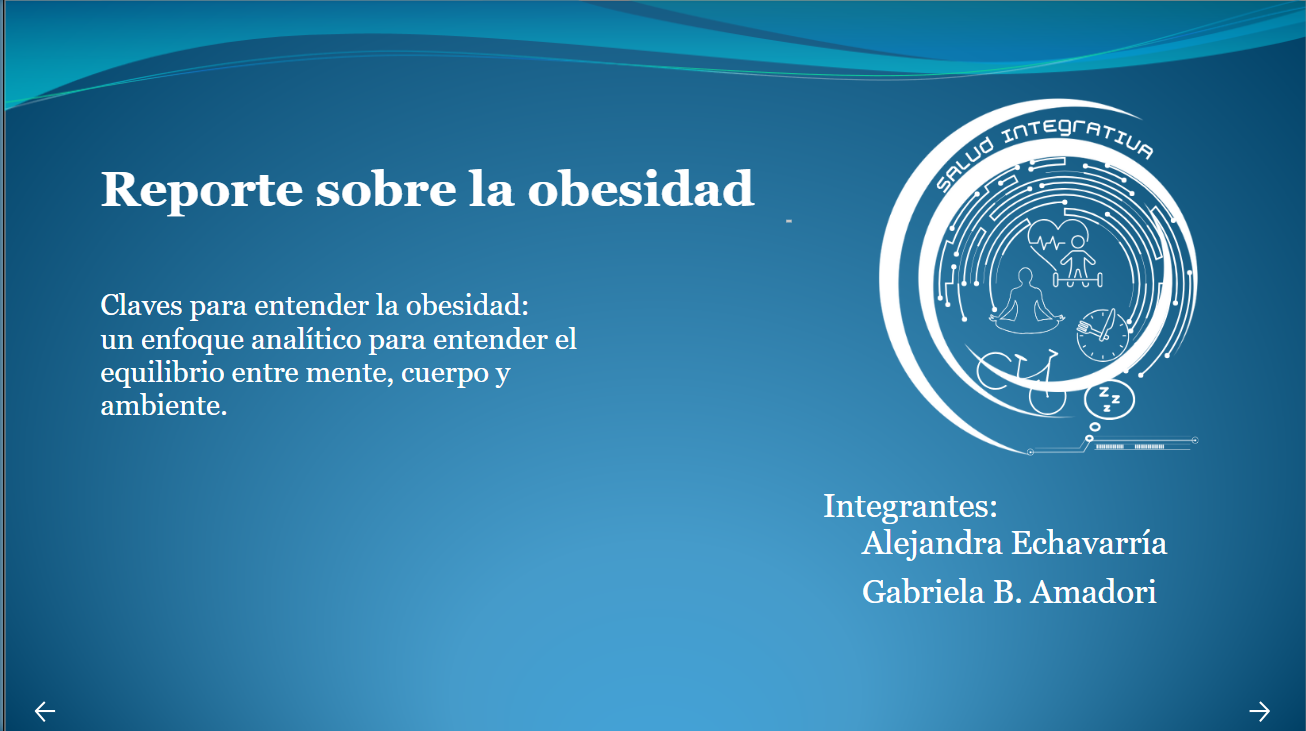 SALUD INTEGRATIVA
Reporte sobre la obesidad
Claves para entender la obesidad:
un enfoque analítico para entender el
equilibrio entre mente, cuerpo y
ambiente.
z z
z
Integrantes:
Alejandra Echavarría
Gabriela B. Amadori